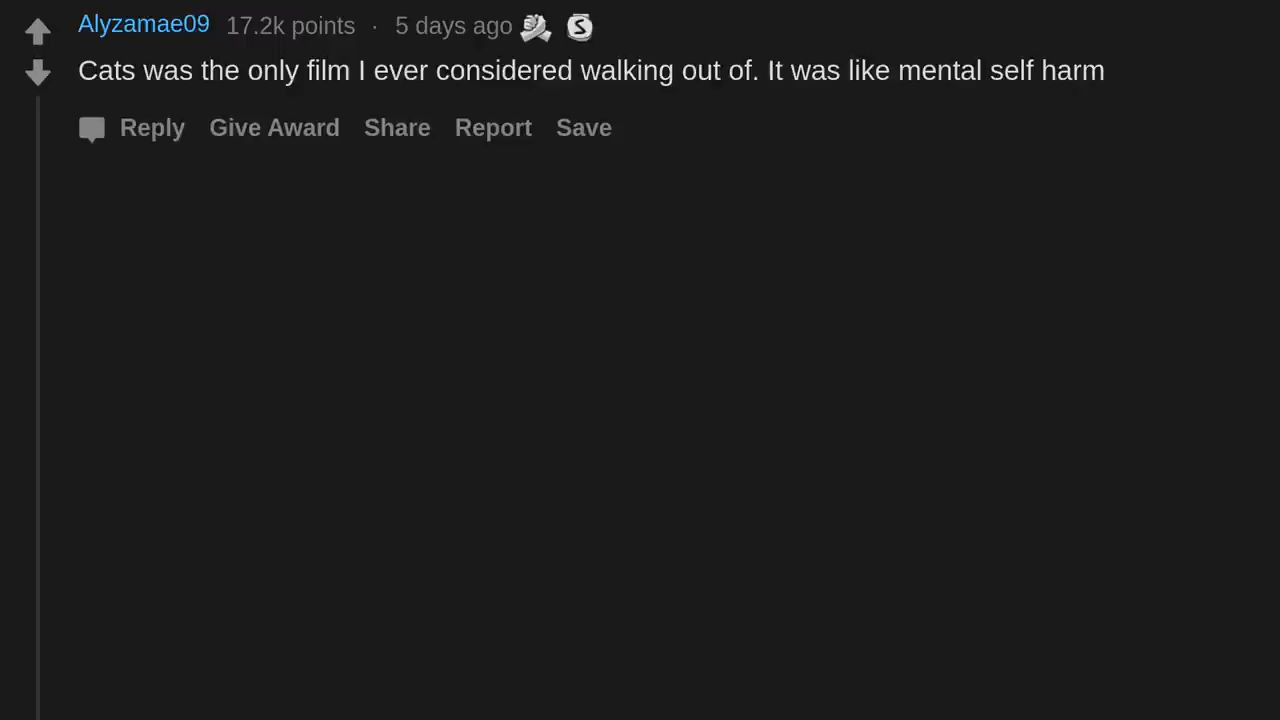 Alyzamae09 17.2k points · 5 days ago
Cats was the only film I ever considered walking out of. It was like mental self harm
Reply Give Award Share Report Save